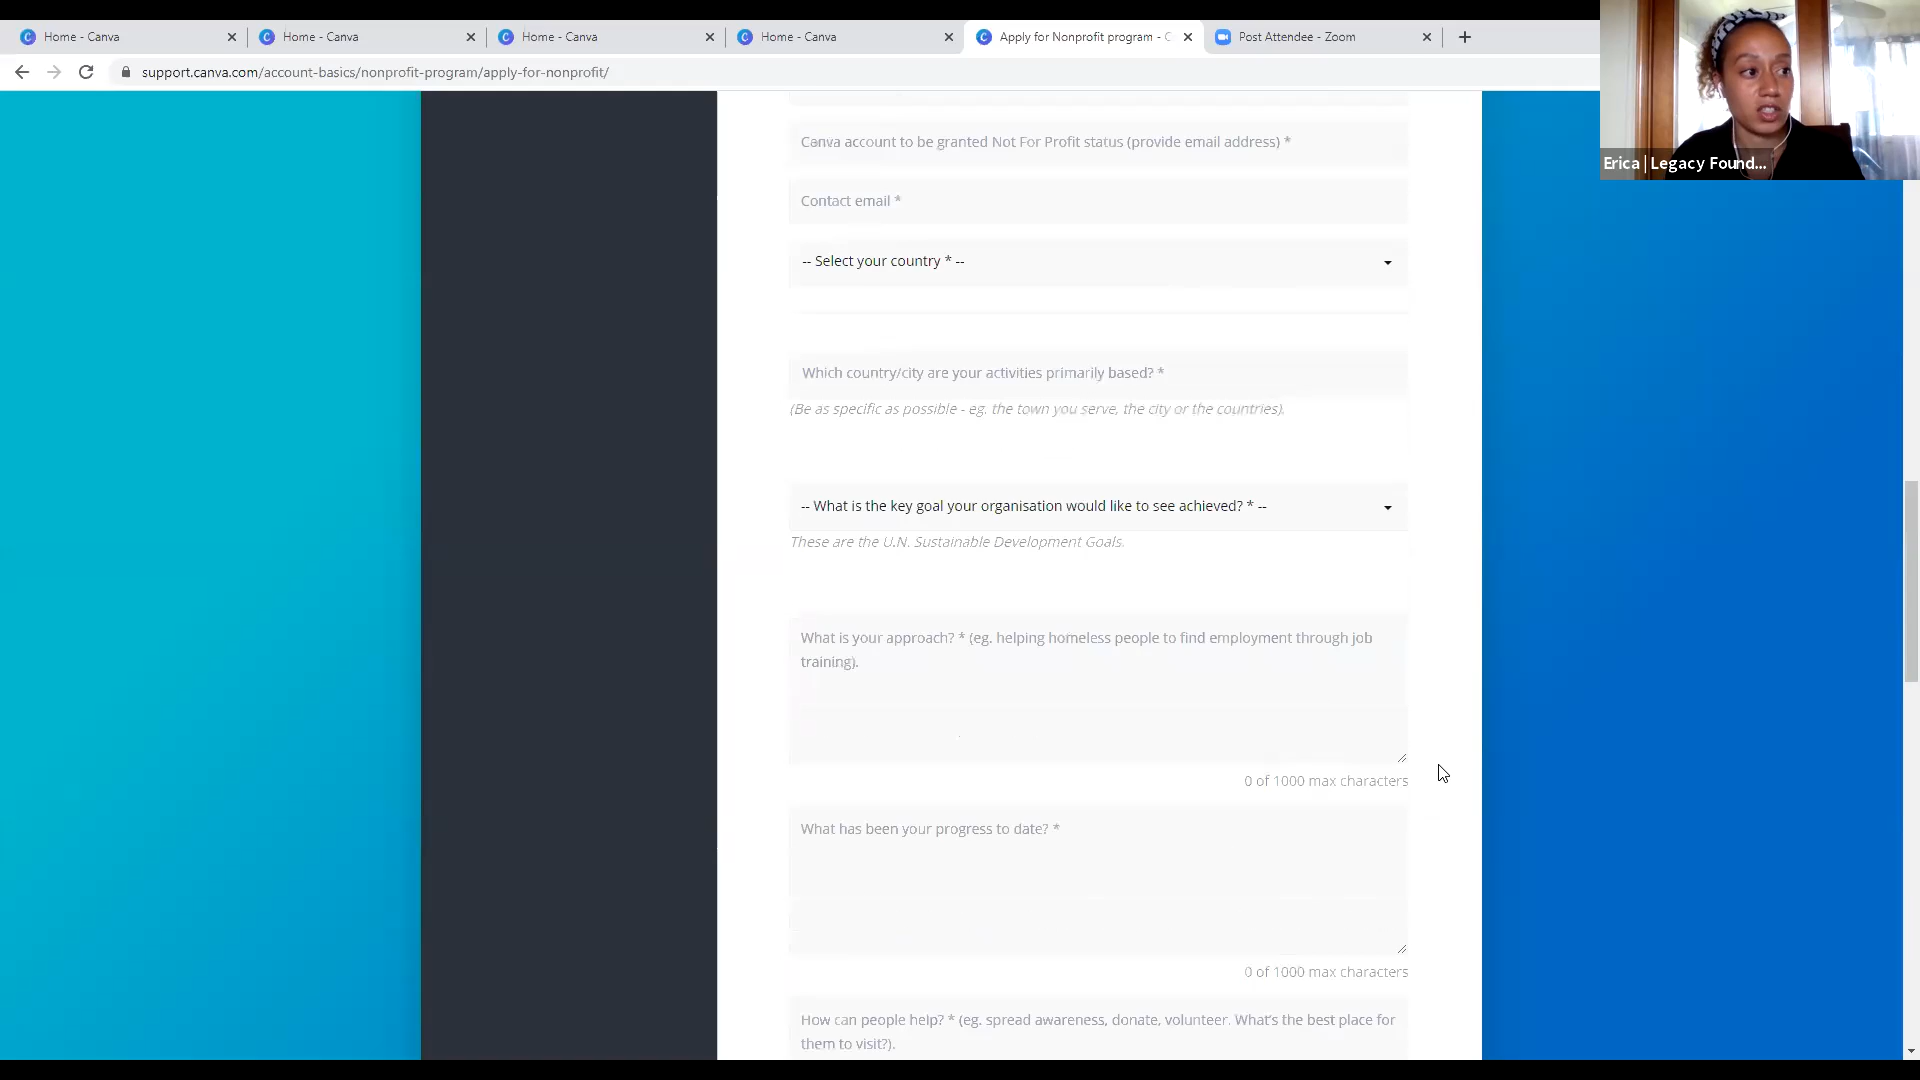 Home - Canva
Home - Canva
Home - Canva
Home - Canva
Apply for Nonprofit program - C
Post Attendee - Zoom
support.canva.com/account-basics/nonprofit-program/apply-for-nonprofit/
Erica | Legacy Found...
Canva account to be granted Not For Profit status (provide email address) *
Contact email *
-- Select your country * --
Which country/city are your activities primarily based? *
(Be as specific as possible - eg. the town you serve, the city or the countries).
-- What is the key goal your organisation would like to see achieved? * --
These are the U.N. Sustainable Development Goals.
What is your approach? * (eg. helping homeless people to find employment through job
training).
0 of 1000 max characters
What has been your progress to date? *
0 of 1000 max characters
How can people help? * (eg. spread awareness, donate, volunteer. What's the best place for
them to visit?).